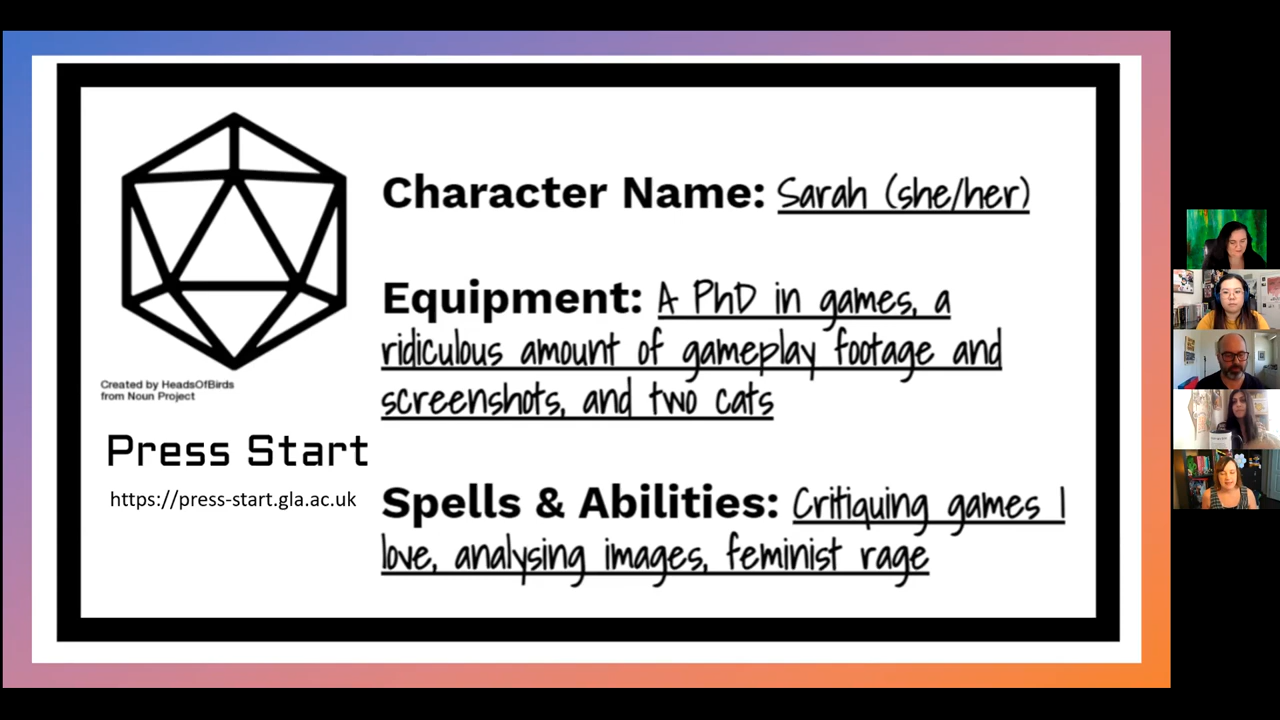 Character Name: Sarah (she/her)
Equipment: A PhD in games, a
ridiculous amount of gameplay footage and
screenshots, and two cats
Created by HeadsOfBirds
from Noun Project
Press Start
https://press-start.gla.ac.uk
Spells & Abilities: Critiquing games I
love, analysing images, feminist rage